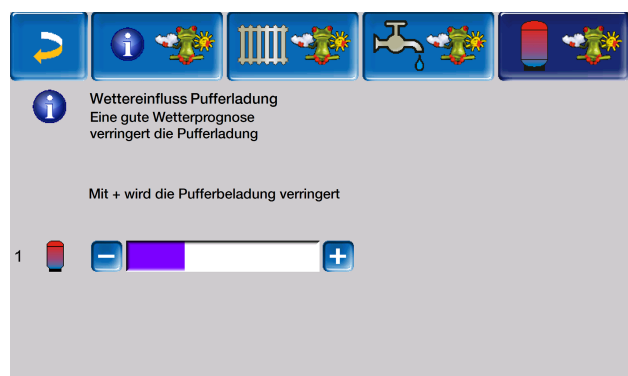 Wettereinfluss Pufferladung
Eine gute Wetterprognose
verringert die Pufferladung
Mit + wird die Pufferbeladung verringert
1